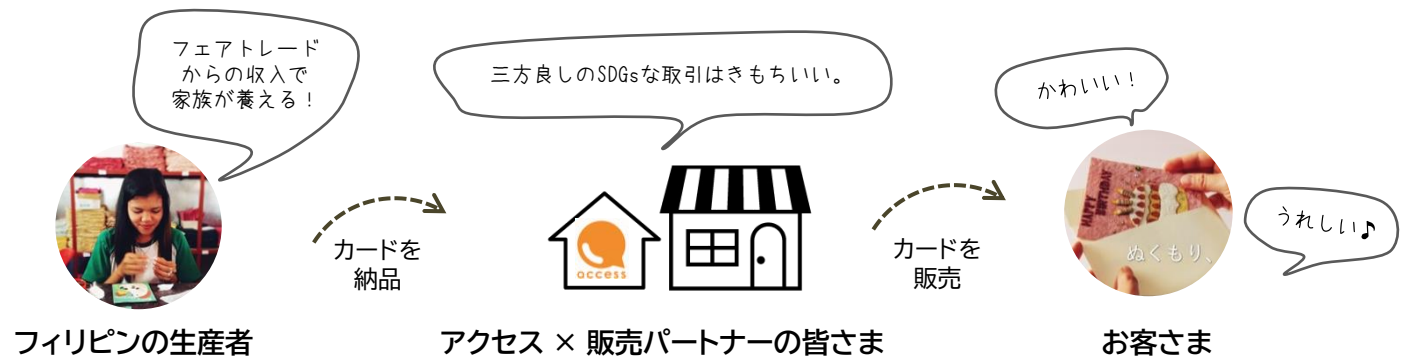 フェアトレード
からの収入で
家族が養える！
三方良しのSDGsな取引はきもちいい。
かわいい！
うれしい♪
カードを
納品
access
カードを
販売
HAPPY
BIRTHDAY
ぬくもり、
フィリピンの生産者
アクセス × 販売パートナーの皆さま
お客さま